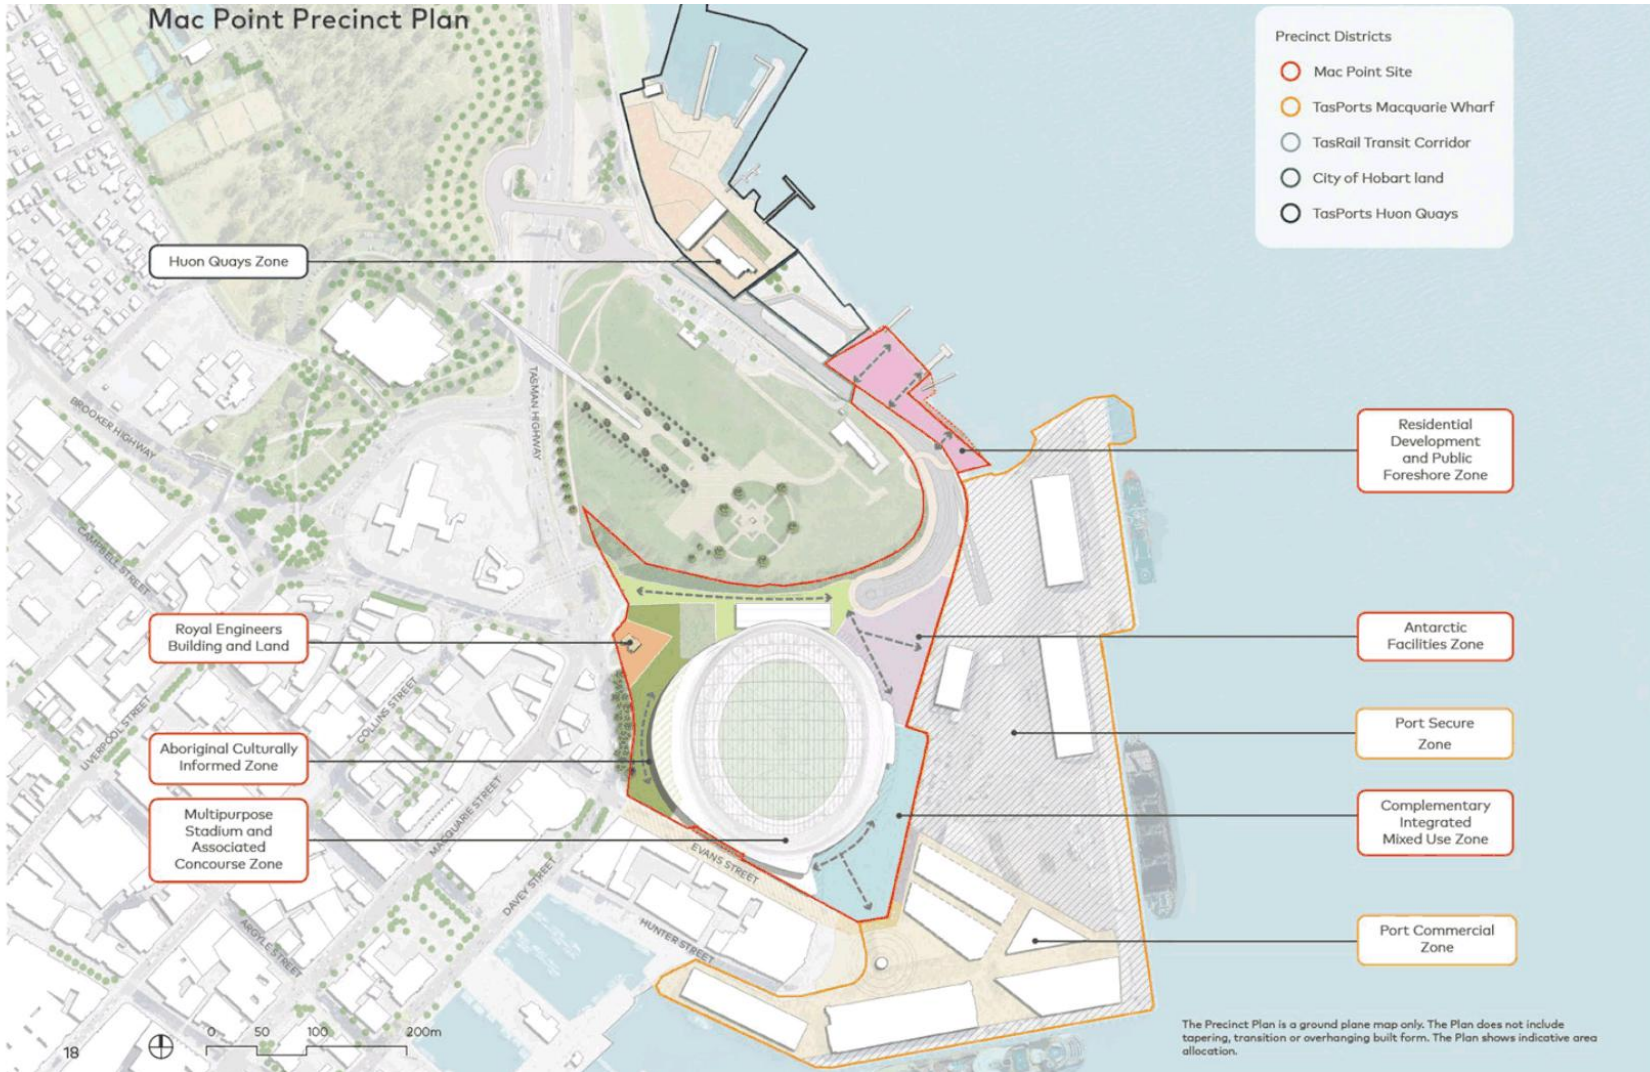 Mac Point Precinct Plan
Precinct Districts
Mac Point Site
TasPorts Macquarie Wharf
TasRail Transit Corridor
City of Hobart land
TasPorts Huon Quays
Huon Quays Zone
TASMAN HIGHWAY
BROOKER HIGHWAY
CAMPBELL STREET
Residential
Development
and Public
Foreshore Zone
Royal Engineers
Building and Land
Antarctic
Facilities Zone
LIVERPOOL STREET
COLLINS STREET
Port Secure
Zone
Aboriginal Culturally
Informed Zone
Multipurpose
Stadium and
Associated
Concourse Zone
MACQUARIE STREET
Complementary
Integrated
Mixed Use Zone
EVANS STREET
DAVEY STREET
HUNTER STREET
ARGYLE STREET
Port Commercial
Zone
0 50 100 200m
18
The Precinct Plan is a ground plane map only. The Plan does not include
tapering, transition or overhanging built form. The Plan shows indicative area
allocation.